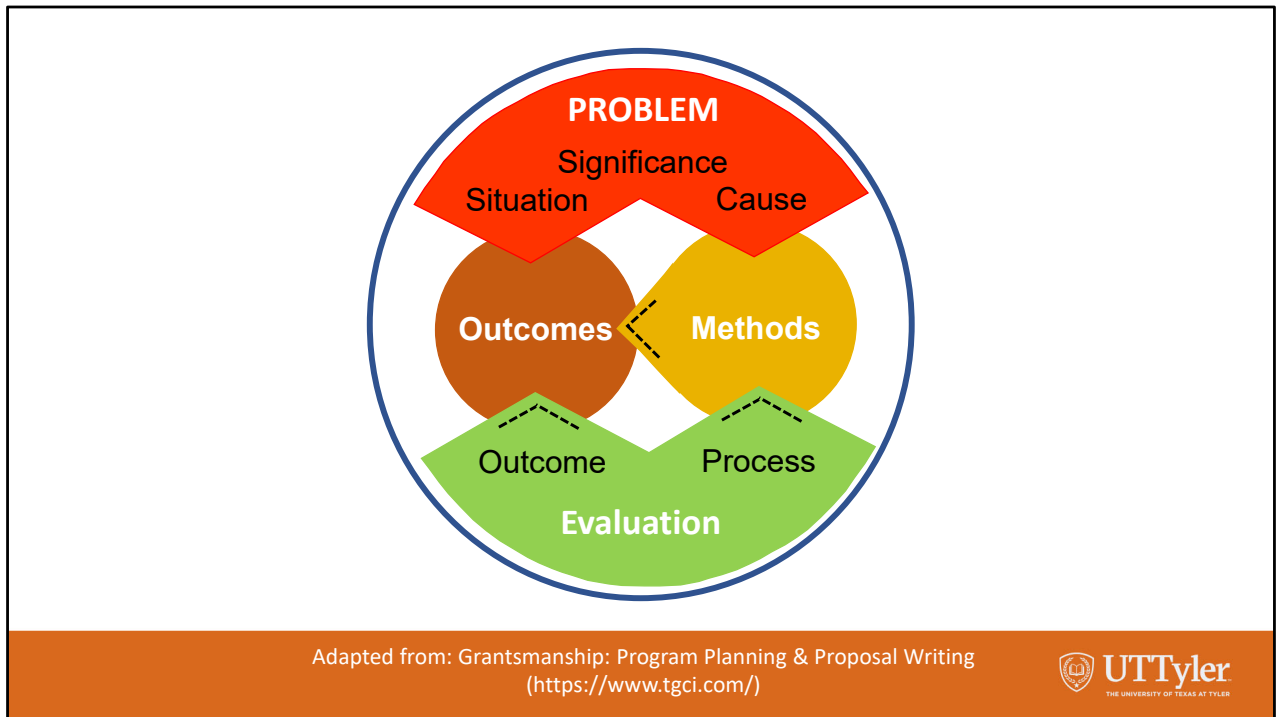 PROBLEM
Significance
Situation
Cause
Outcomes
Methods
Outcome
Process
Evaluation
Adapted from: Grantsmanship: Program Planning & Proposal Writing
(https://www.tgci.com/)
UTTyler
THE UNIVERSITY OF TEXAS AT TYLER